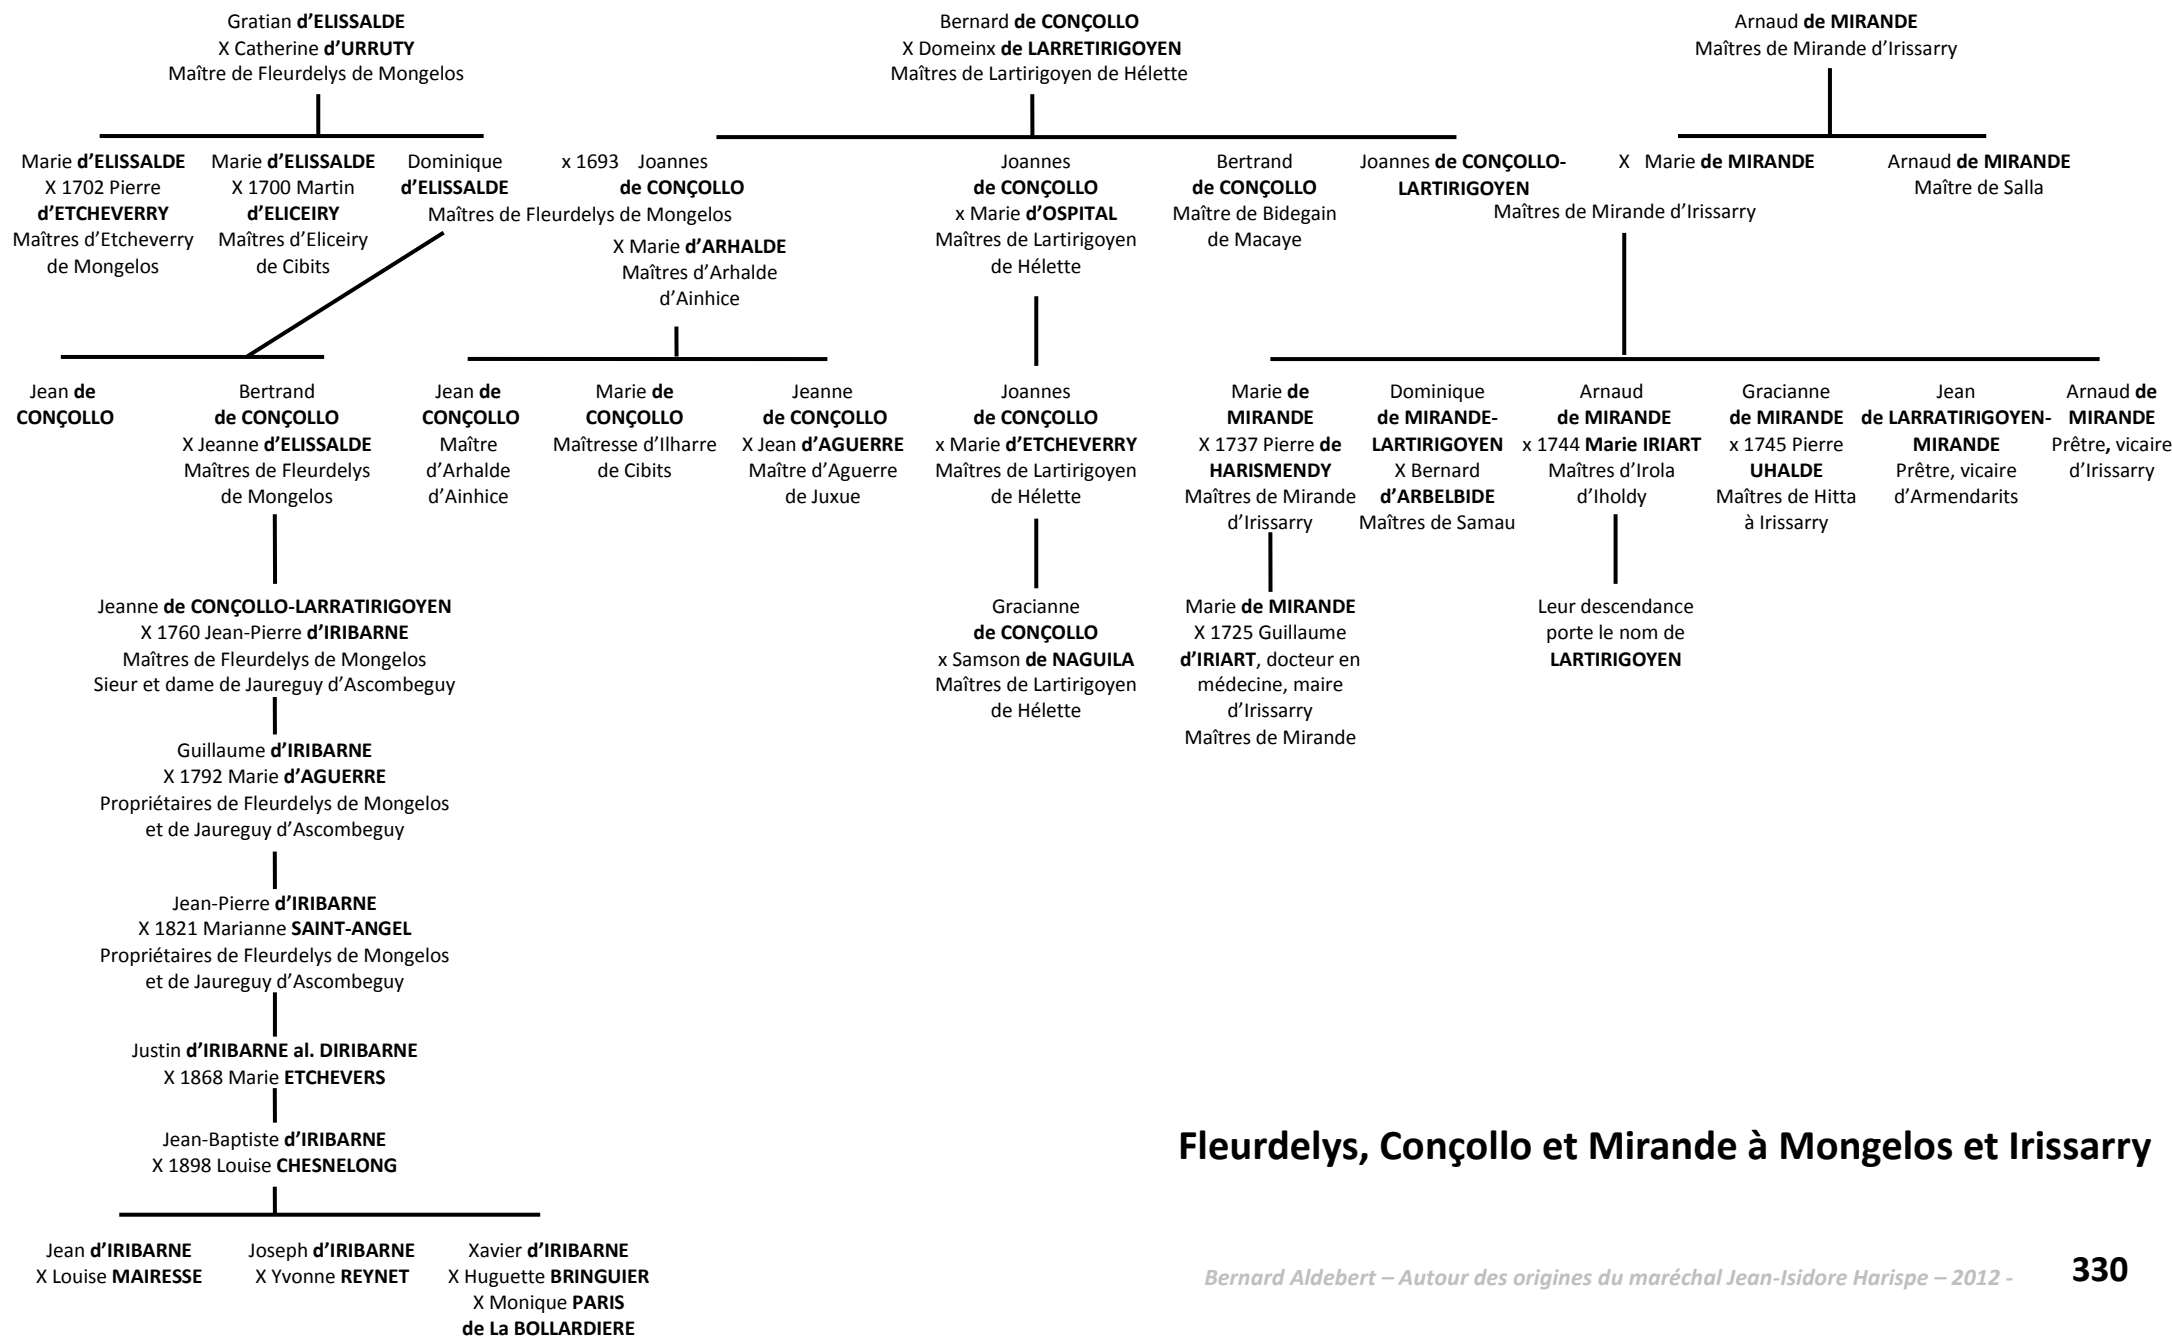 Gratian d’ELISSALDE
X Catherine d’URRUTY
Maître de Fleurdelys de Mongelos
Bernard de CONÇOLLO
X Domeinx de LARRETIRIGOYEN
Maîtres de Lartirigoyen de Hélette
Arnaud de MIRANDE
Maîtres de Mirande d’Irissarry
Marie d’ELISSALDE
X 1702 Pierre
d’ETCHEVERRY
Maîtres d’Etcheverry
de Mongelos
Marie d’ELISSALDE
X 1700 Martin
d’ELICEIRY
Maîtres d’Eliceiry
de Cibits
Dominique
d’ELISSALDE
x 1693
Joannes
de CONÇOLLO
Maîtres de Fleurdelys de Mongelos
X Marie d’ARHALDE
Maîtres d’Arhalde
d’Ainhice
Joannes
de CONÇOLLO
x Marie d’OSPITAL
Maîtres de Lartirigoyen
de Hélette
Bertrand
de CONÇOLLO
Maître de Bidegain
de Macaye
Joannes de CONÇOLLO-
LARTIRIGOYEN
X Marie de MIRANDE
Maîtres de Mirande d’Irissarry
Arnaud de MIRANDE
Maître de Salla
Jean de
CONÇOLLO
Bertrand
de CONÇOLLO
X Jeanne d’ELISSALDE
Maîtres de Fleurdelys
de Mongelos
Jean de
CONÇOLLO
Maître
d’Arhalde
d’Ainhice
Marie de
CONÇOLLO
Maîtresse d’Ilharre
de Cibits
Jeanne
de CONÇOLLO
X Jean d’AGUERRE
Maître d’Aguerre
de Juxue
Joannes
de CONÇOLLO
x Marie d’ETCHEVERRY
Maîtres de Lartirigoyen
de Hélette
Marie de
MIRANDE
X 1737 Pierre de
HARISMENDY
Maîtres de Mirande
d’Irissarry
Dominique
de MIRANDE-
LARTIRIGOYEN
X Bernard
d’ARBELBIDE
Maîtres de Samau
Arnaud
de MIRANDE
x 1744 Marie IRIART
Maîtres d’Irola
d’Iholdy
Gracianne
de MIRANDE
x 1745 Pierre
UHALDE
Maîtres de Hitta
à Irissarry
Jean
de LARRATIRIGOYEN-
MIRANDE
Prêtre, vicaire
d’Armendarits
Arnaud de
MIRANDE
Prêtre, vicaire
d’Irissarry
Jeanne de CONÇOLLO-LARRATIRIGOYEN
X 1760 Jean-Pierre d’IRIBARNE
Maîtres de Fleurdelys de Mongelos
Sieur et dame de Jaureguy d’Ascombeguy
Gracianne
de CONÇOLLO
x Samson de NAGUILA
Maîtres de Lartirigoyen
de Hélette
Marie de MIRANDE
X 1725 Guillaume
d’IRIART, docteur en
médecine, maire
d’Irissarry
Maîtres de Mirande
Leur descendance
porte le nom de
LARTIRIGOYEN
Guillaume d’IRIBARNE
X 1792 Marie d’AGUERRE
Propriétaires de Fleurdelys de Mongelos
et de Jaureguy d’Ascombeguy
Jean-Pierre d’IRIBARNE
X 1821 Marianne SAINT-ANGEL
Propriétaires de Fleurdelys de Mongelos
et de Jaureguy d’Ascombeguy
Justin d’IRIBARNE al. DIRIBARNE
X 1868 Marie ETCHEVERS
Jean-Baptiste d’IRIBARNE
X 1898 Louise CHESNELONG
Fleurdelys, Conçollo et Mirande à Mongelos et Irissarry
Jean d’IRIBARNE
X Louise MAIRESSE
Joseph d’IRIBARNE
X Yvonne REYNET
Xavier d’IRIBARNE
X Huguette BRINGUIER
X Monique PARIS
de La BOLLARDIERE
Bernard Aldebert – Autour des origines du maréchal Jean-Isidore Harispe – 2012 -
330